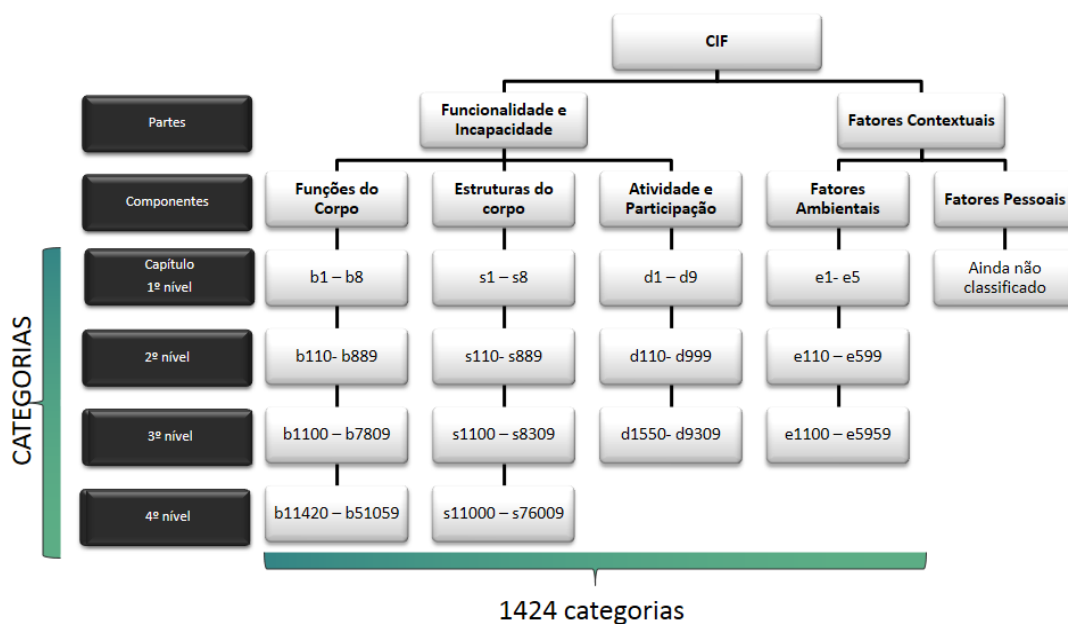 CIF
Partes
Funcionalidade e
Incapacidade
Fatores Contextuais
Componentes
Funções do
Corpo
Estruturas do
corpo
Atividade e
Participação
Fatores
Ambientais
Fatores Pessoais
CATEGORIAS
Capítulo
1º nível
b1 – b8
s1 – s8
d1 – d9
e1- e5
Ainda não
classificado
2º nível
b110- b889
s110- s889
d110- d999
e110 – e599
3º nível
b1100 – b7809
s1100 – s8309
d1550- d9309
e1100 – e5959
4º nível
b11420 – b51059
s11000 – s76009
1424 categorias